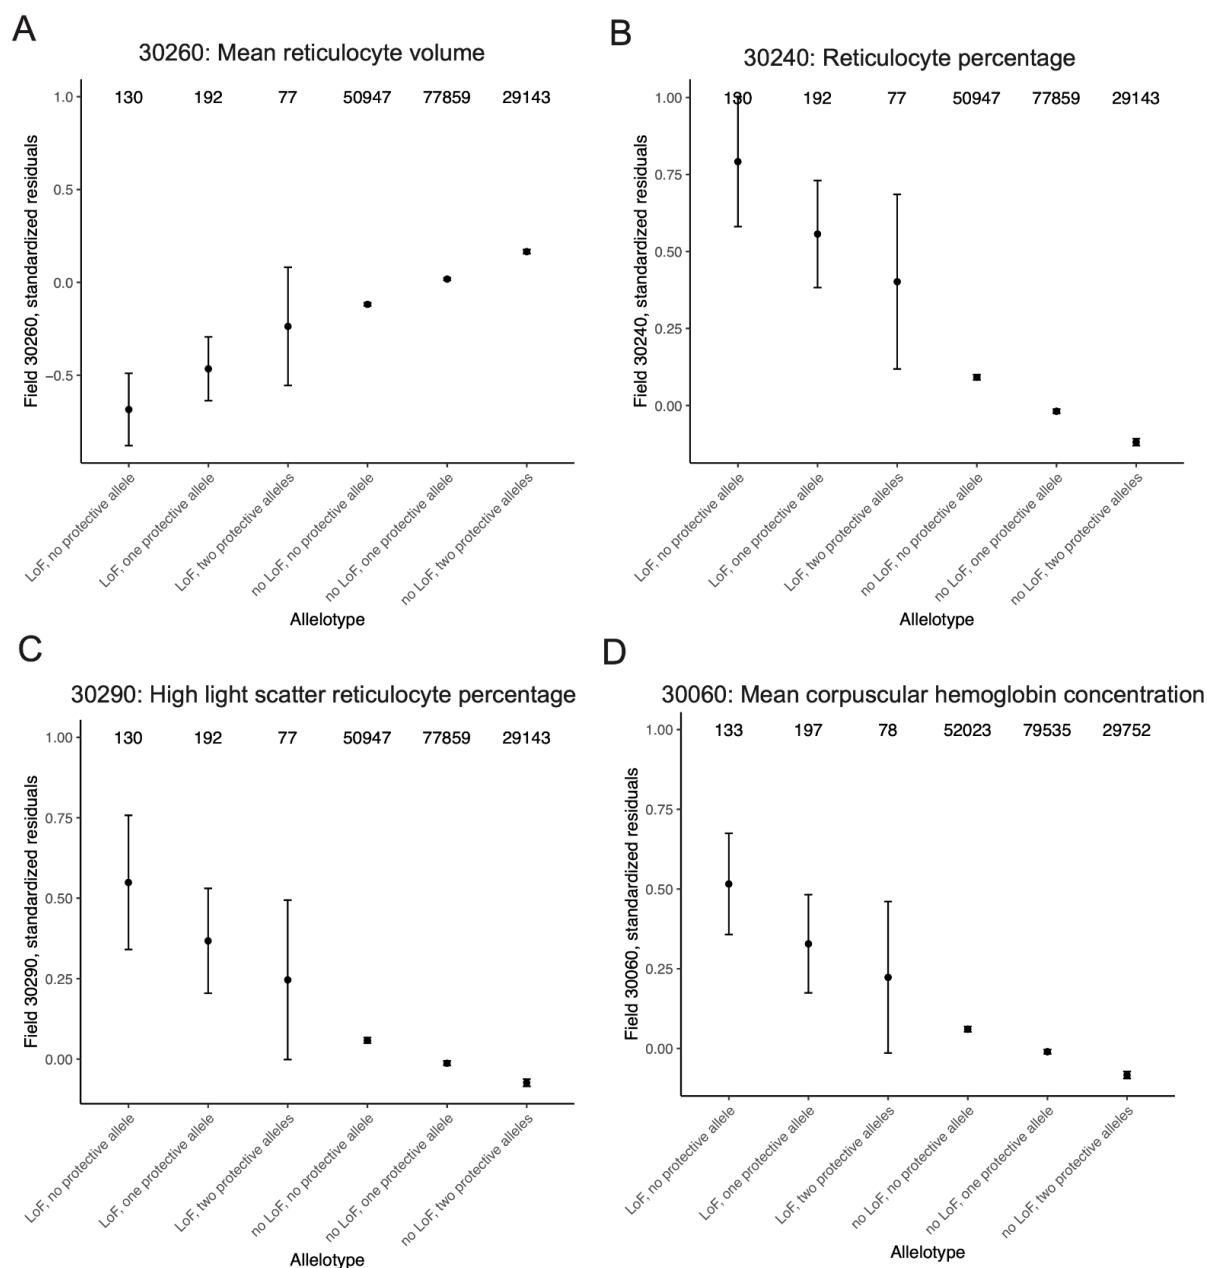 A
30260: Mean reticulocyte volume
130 192 77 50947 77859 29143
Field 30260, standardized residuals
1.0
0.5
0.0
−0.5
LoF, no protective allele
LoF, one protective allele
LoF, two protective alleles
no LoF, no protective allele
no LoF, one protective allele
no LoF, two protective alleles
Allelotype
B
30240: Reticulocyte percentage
130 192 77 50947 77859 29143
Field 30240, standardized residuals
1.00
0.75
0.50
0.25
0.00
LoF, no protective allele
LoF, one protective allele
LoF, two protective alleles
no LoF, no protective allele
no LoF, one protective allele
no LoF, two protective alleles
Allelotype
C
30290: High light scatter reticulocyte percentage
130 192 77 50947 77859 29143
Field 30290, standardized residuals
1.00
0.75
0.50
0.25
0.00
LoF, no protective allele
LoF, one protective allele
LoF, two protective alleles
no LoF, no protective allele
no LoF, one protective allele
no LoF, two protective alleles
Allelotype
D
30060: Mean corpuscular hemoglobin concentration
133 197 78 52023 79535 29752
Field 30060, standardized residuals
1.00
0.75
0.50
0.25
0.00
LoF, no protective allele
LoF, one protective allele
LoF, two protective alleles
no LoF, no protective allele
no LoF, one protective allele
no LoF, two protective alleles
Allelotype